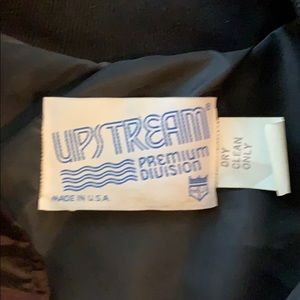 UPSTREAM®
PREMIUM
DIVISION
MADE IN U.S.A.
DRY
CLEAN
ONLY